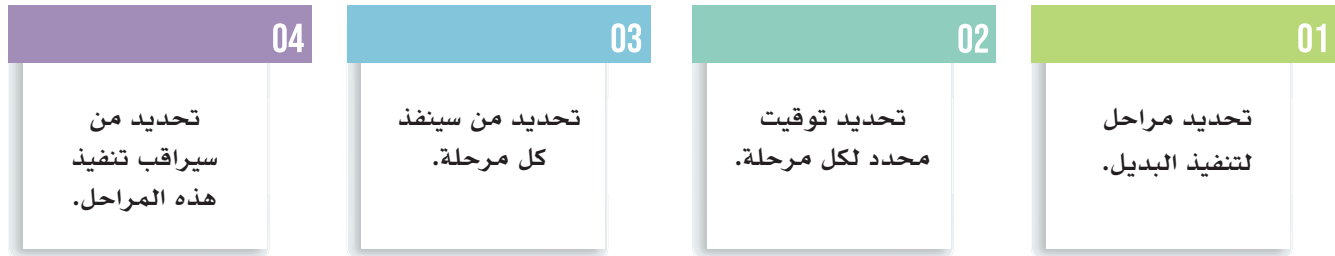 01
تحديد مراحل
لتنفيذ البديل.
02
تحديد توقيت
محدد لكل مرحلة.
03
تحديد من سينفذ
كل مرحلة.
04
تحديد من
سيراقب تنفيذ
هذه المراحل.